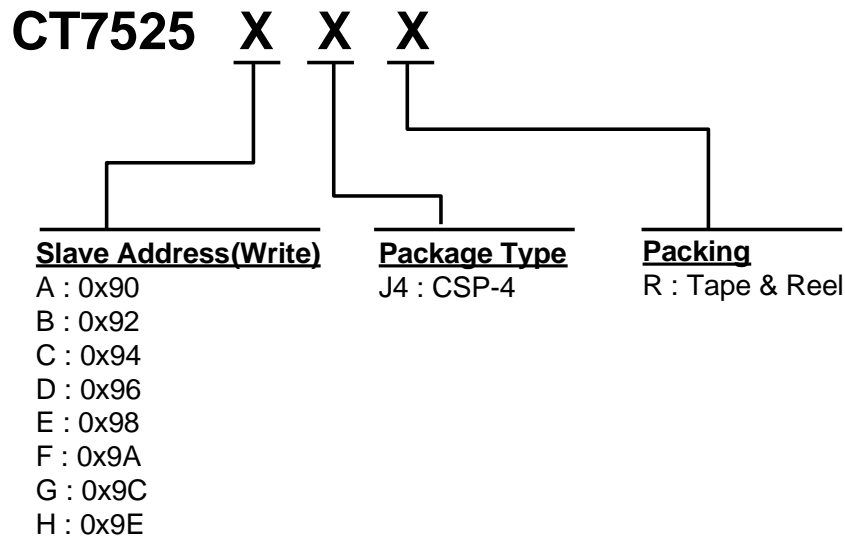 CT7525 X X X
Slave Address(Write)
A : 0x90
B : 0x92
C : 0x94
D : 0x96
E : 0x98
F : 0x9A
G : 0x9C
H : 0x9E
Package Type
J4 : CSP-4
Packing
R : Tape & Reel